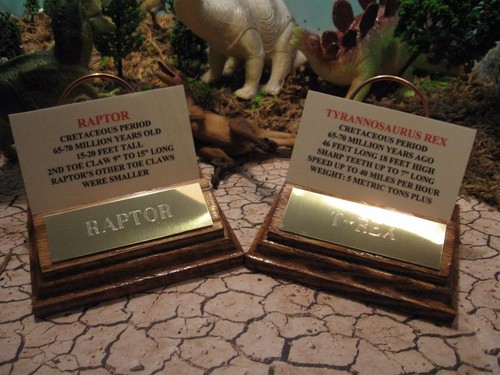 RAPTOR
CRETACEOUS PERIOD
65-70 MILLION YEARS OLD
15-20 FEET TALL
2ND TOE CLAW 9" TO 15" LONG
RAPTOR'S OTHER TOE CLAWS
WERE SMALLER
RAPTOR
TYRANNOSAURUS REX
CRETACEOUS PERIOD
65-70 MILLION YEARS AGO
46 FEET LONG 18 FEET HIGH
SHARP TEETH UP TO 7" LONG
SPEED UP TO 40 MILES PER HOUR
WEIGHT: 5 METRIC TONS PLUS
T-REX